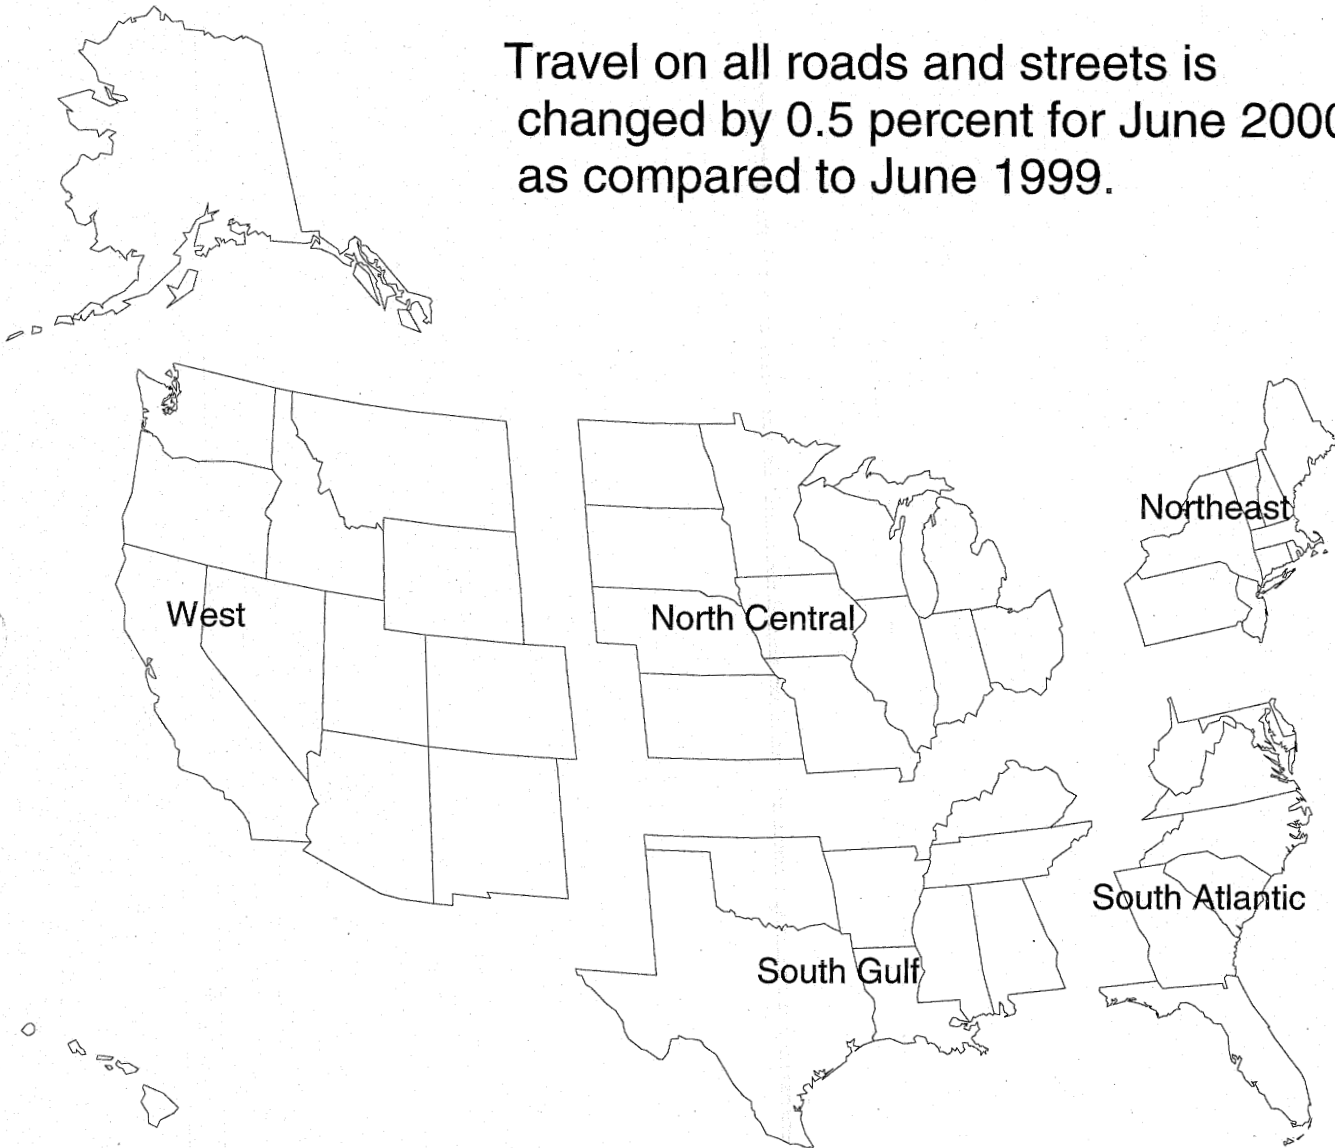 Travel on all roads and streets is
changed by 0.5 percent for June 2000
as compared to June 1999.
Northeast
West
North Central
South Atlantic
South Gulf